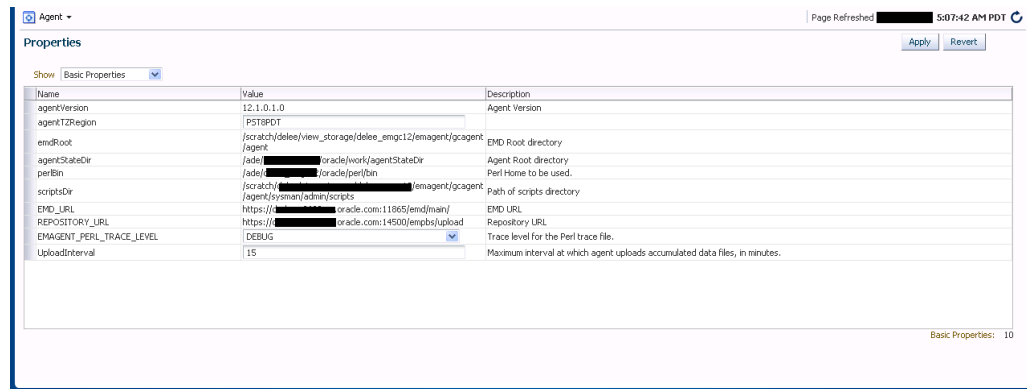 Agent
Page Refreshed 5:07:42 AM PDT
Properties
Apply Revert
Show Basic Properties
Name Value Description
agentVersion 12.1.0.1.0 Agent Version
agentTZRegion PST8PDT
emdRoot /scratch/delee/view_storage/delee_emgc12/emagent/gcagent EMD Root directory
/agent
agentStateDir /ade/ /oracle/work/agentStateDir Agent Root directory
perlBin /ade/ /oracle/perl/bin Perl Home to be used.
scriptsDir /scratch/ /emagent/gcagent Path of scripts directory
/agent/sysman/admin/scripts
EMD_URL https:// .oracle.com:11865/emd/main/ EMD URL
REPOSITORY_URL https:// .oracle.com:14500/empbs/upload Repository URL
EMAGENT_PERL_TRACE_LEVEL DEBUG Trace level for the Perl trace file.
UploadInterval 15 Maximum interval at which agent uploads accumulated data files, in minutes.
Basic Properties: 10